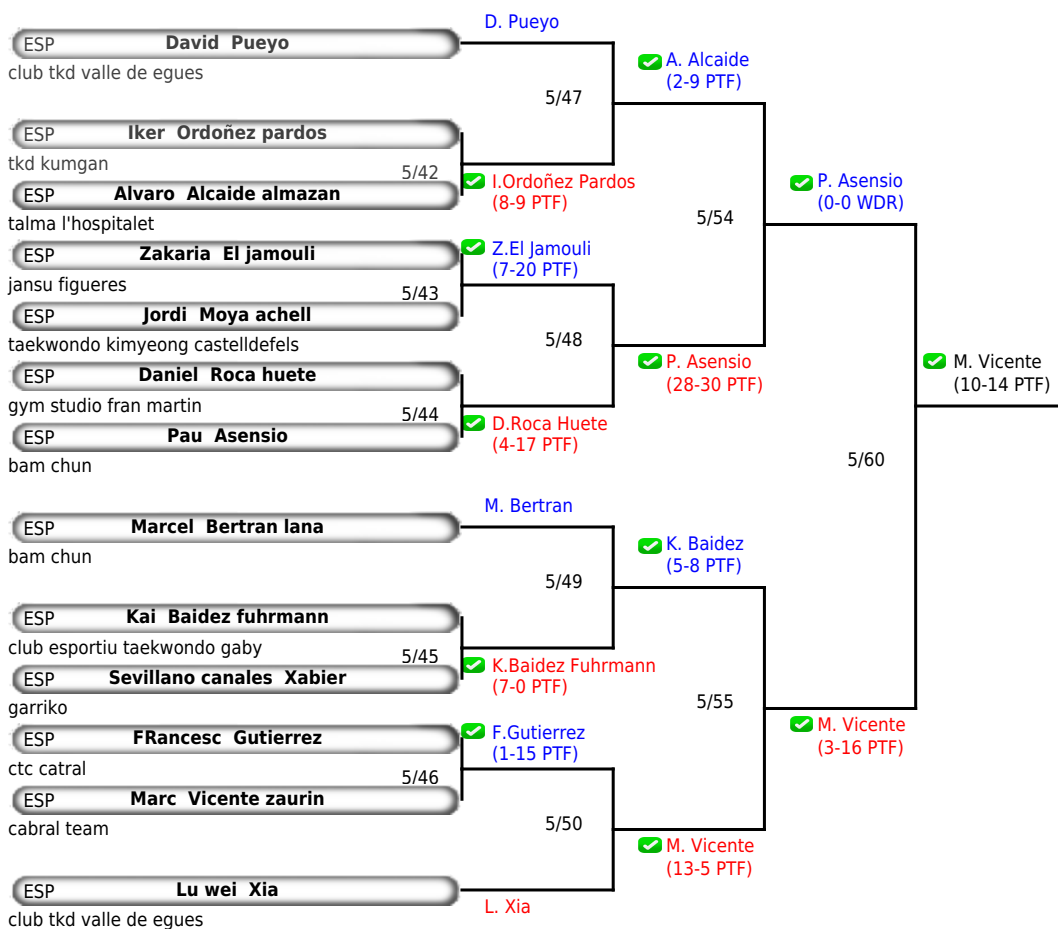 D. Pueyo
ESP David Pueyo
club tkd valle de egues
A. Alcaide
(2-9 PTF)
5/47
ESP Iker Ordoñez pardos
tkd kumgan
5/42
I.Ordoñez Pardos
(8-9 PTF)
ESP Alvaro Alcaide almazan
talma l'hospitalet
P. Asensio
(0-0 WDR)
5/54
ESP Zakaria El jamouli
jansu figueres
Z.El Jamouli
(7-20 PTF)
5/43
ESP Jordi Moya achell
taekwondo kimyeong castelldefels
5/48
P. Asensio
(28-30 PTF)
ESP Daniel Roca huete
gym studio fran martin
5/44
D.Roca Huete
(4-17 PTF)
ESP Pau Asensio
bam chun
M. Vicente
(10-14 PTF)
5/60
M. Bertran
ESP Marcel Bertran lana
bam chun
K. Baidez
(5-8 PTF)
5/49
ESP Kai Baidez fuhrmann
club esportiu taekwondo gaby
5/45
K.Baidez Fuhrmann
(7-0 PTF)
ESP Sevillano canales Xabier
garriko
5/55
M. Vicente
(3-16 PTF)
ESP FRancesc Gutierrez
ctc catral
F.Gutierrez
(1-15 PTF)
5/46
ESP Marc Vicente zaurin
cabral team
5/50
M. Vicente
(13-5 PTF)
ESP Lu wei Xia
club tkd valle de egues
L. Xia